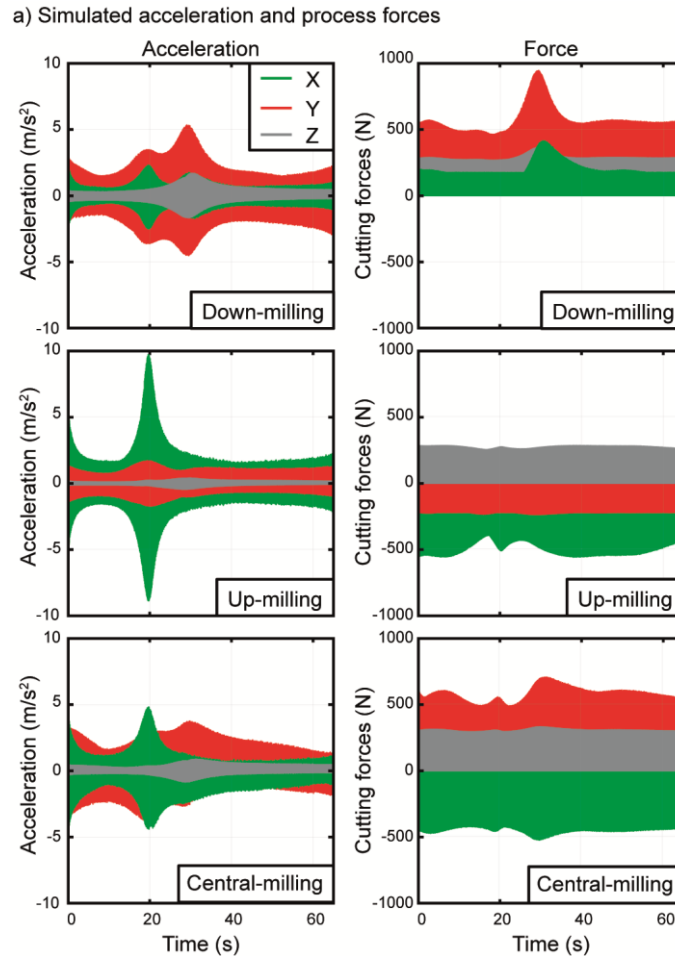 a) Simulated acceleration and process forces
Acceleration
Force
Acceleration (m/s²)
10
5
0
-5
-10
X
Y
Z
Down-milling
Cutting forces (N)
1000
500
0
-500
-1000
Down-milling
Acceleration (m/s²)
10
5
0
-5
-10
Up-milling
Cutting forces (N)
1000
500
0
-500
-1000
Up-milling
Acceleration (m/s²)
10
5
0
-5
-10
Central-milling
0 20 40 60
Time (s)
Cutting forces (N)
1000
500
0
-500
-1000
Central-milling
0 20 40 60
Time (s)